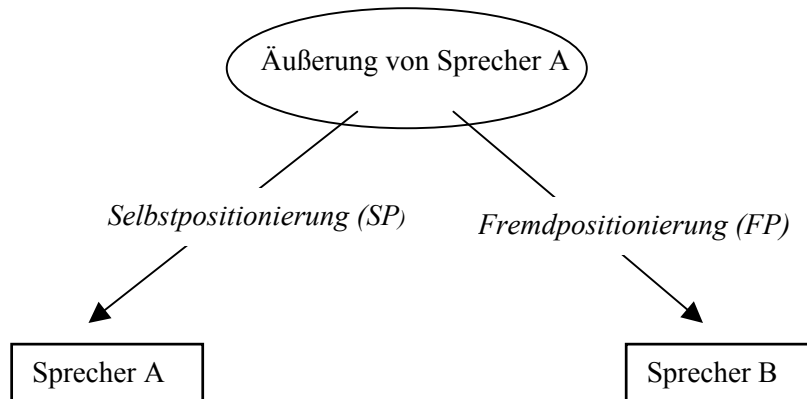 Äußerung von Sprecher A
Selbstpositionierung (SP)
Fremdpositionierung (FP)
Sprecher A
Sprecher B